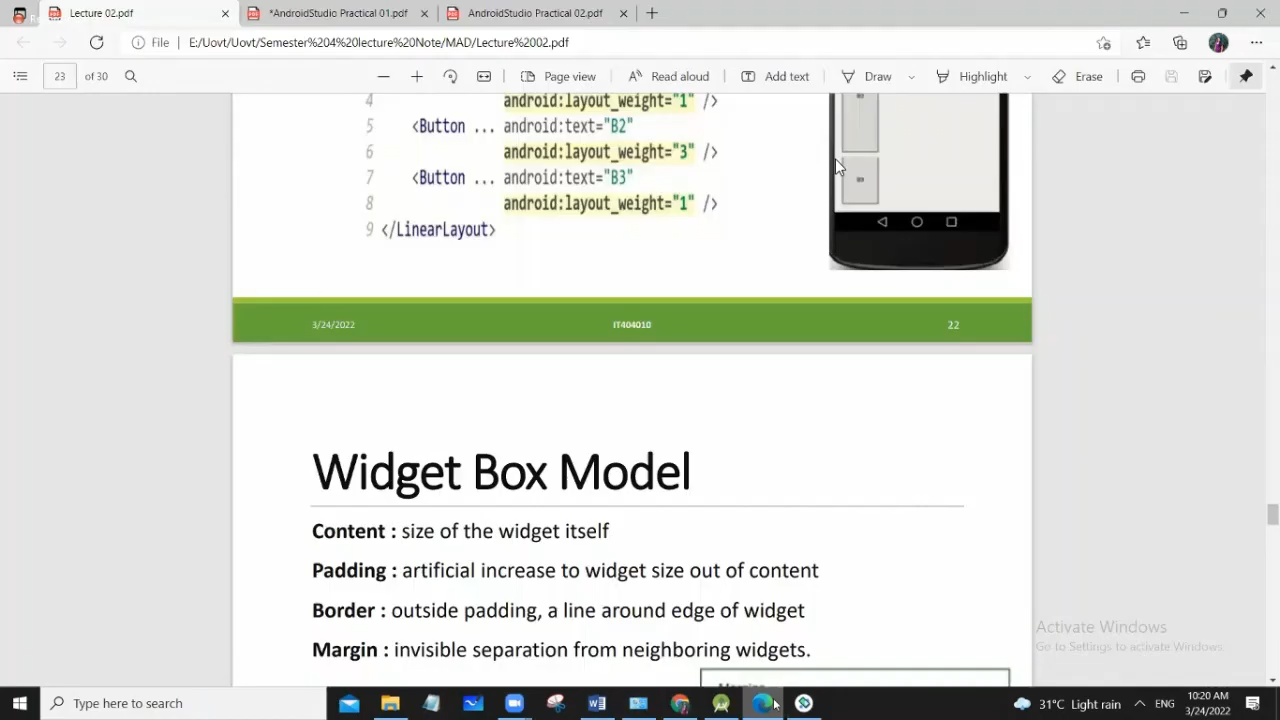 Lecture 02.pdf
*AndroidStudio Practical 01.pdf
AndroidStudio Practical 02.pdf
File
E:/Uovt/Uovt/Semester%204%20lecture%20Note/MAD/Lecture%2002.pdf
23 of 30
Page view
Read aloud
Add text
Draw
Highlight
Erase
4 android:layout_weight="1" />
5 <Button ... android:text="B2"
6 android:layout_weight="3" />
7 <Button ... android:text="B3"
8 android:layout_weight="1" />
9 </LinearLayout>
3/24/2022 IT404010 22
Widget Box Model
Content : size of the widget itself
Padding : artificial increase to widget size out of content
Border : outside padding, a line around edge of widget
Margin : invisible separation from neighboring widgets.
Activate Windows
Go to Settings to activate Windows.
Type here to search
31°C Light rain
ENG
10:20 AM
3/24/2022